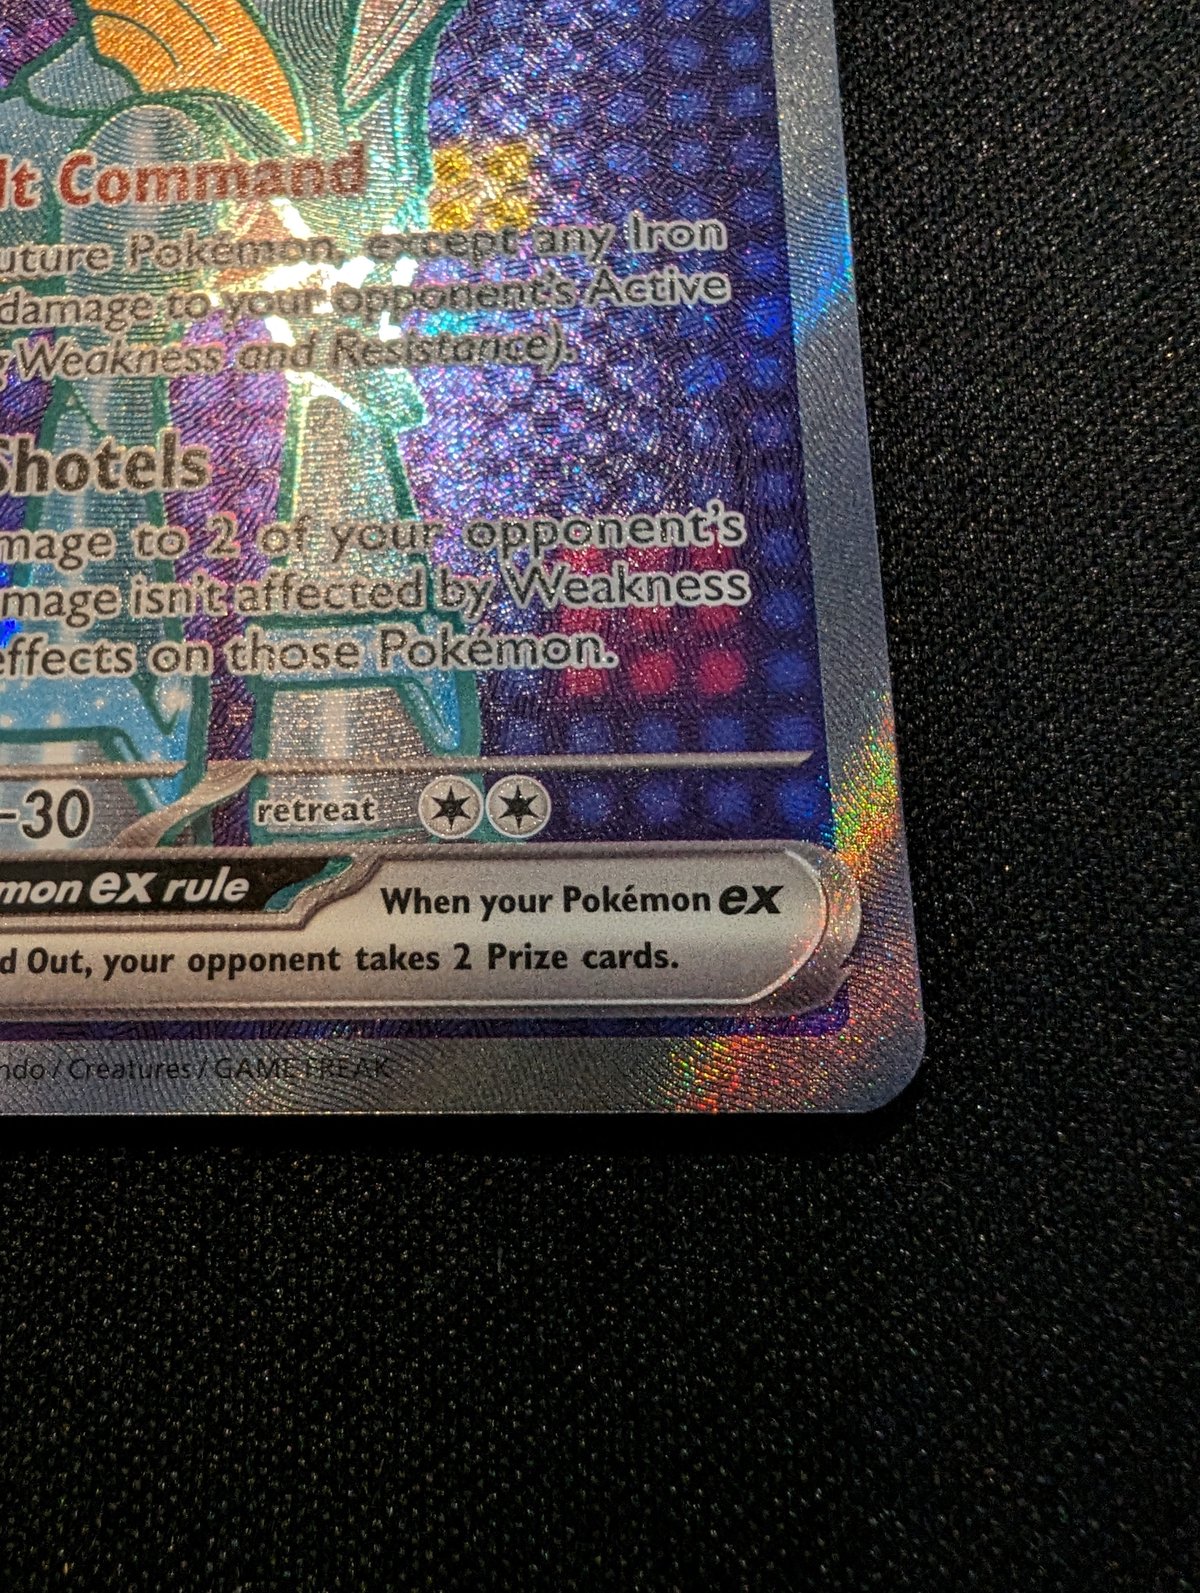 lt Command
uture Pokémon, except any Iron
damage to your opponent's Active
g Weakness and Resistance).
Shotels
mage to 2 of your opponent's
mage isn't affected by Weakness
effects on those Pokémon.
-30 retreat
mon ex rule When your Pokémon ex
d Out, your opponent takes 2 Prize cards.
ndo / Creatures / GAME FREAK